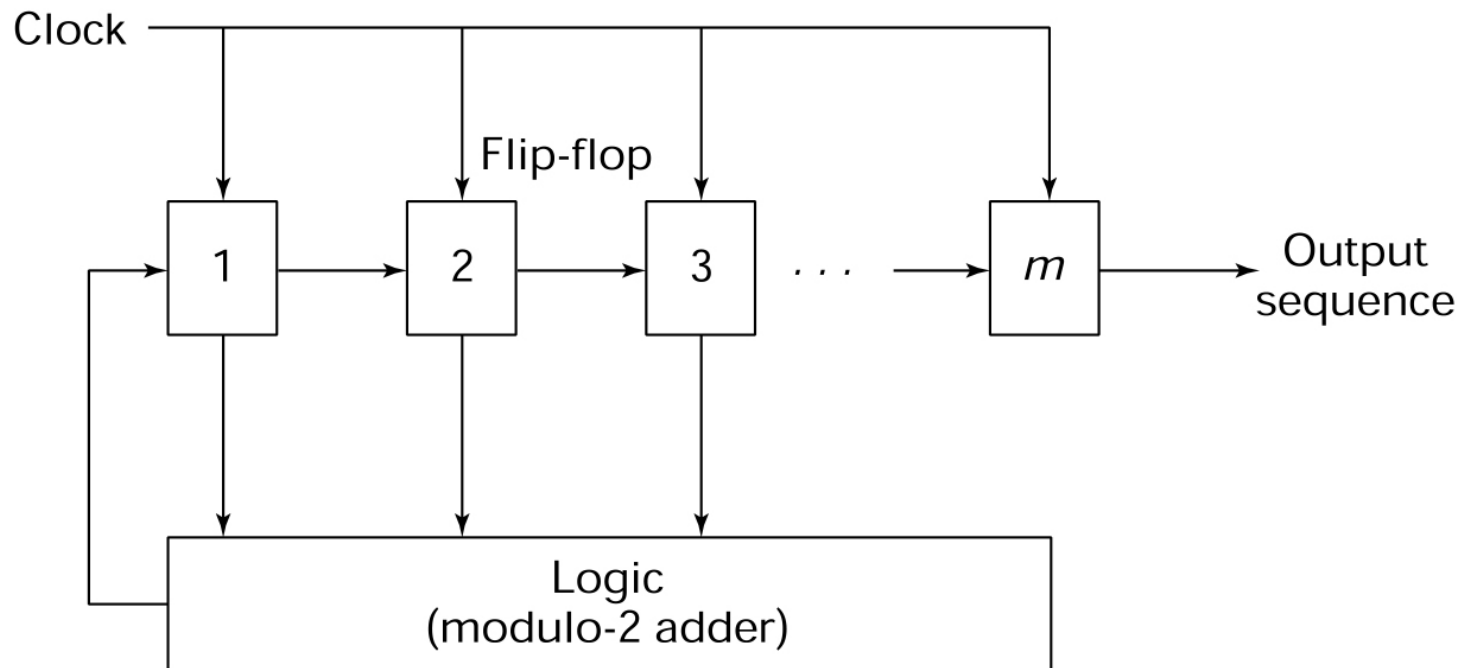 Clock
Flip-flop
1
2
3
. . .
m
Output
sequence
Logic
(modulo-2 adder)